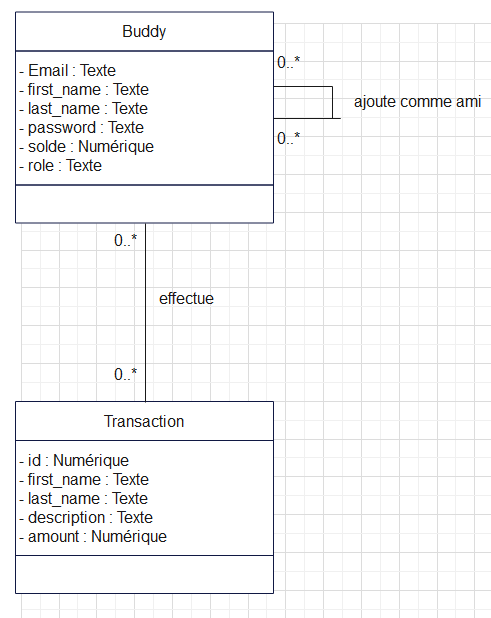 Buddy
- Email : Texte
- first_name : Texte
- last_name : Texte
- password : Texte
- solde : Numérique
- role : Texte
0..*
ajoute comme ami
0..*
0..*
effectue
0..*
Transaction
- id : Numérique
- first_name : Texte
- last_name : Texte
- description : Texte
- amount : Numérique